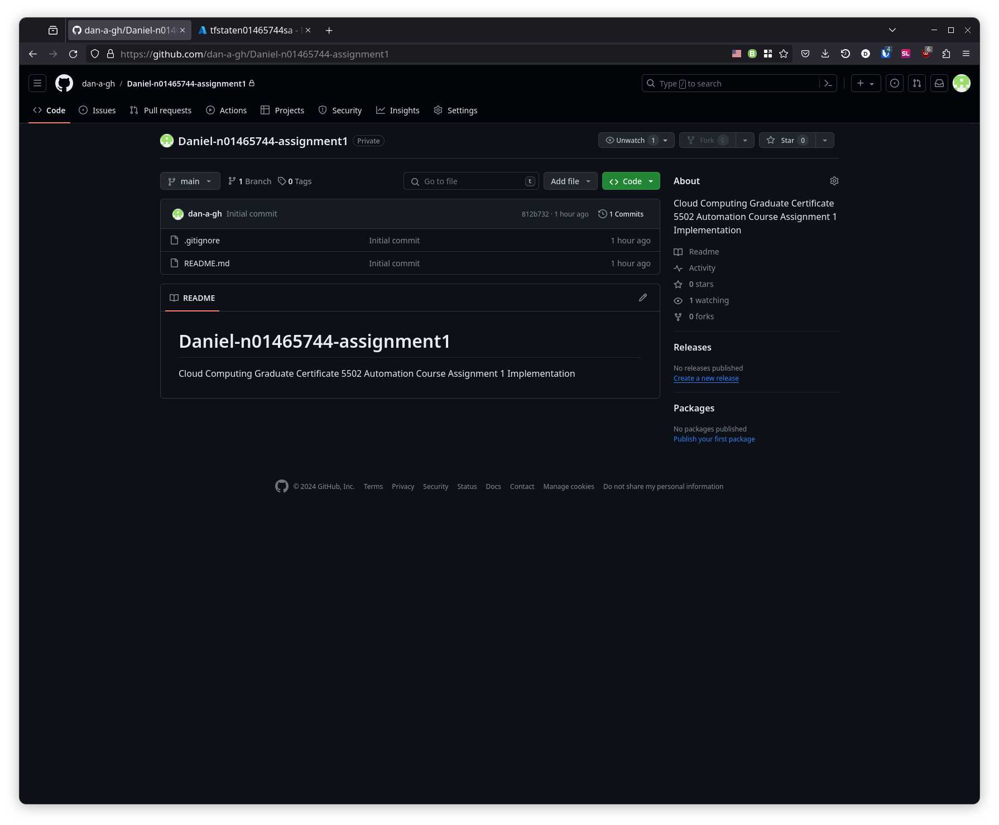 dan-a-gh/Daniel-n014
tfstaten01465744sa -
https://github.com/dan-a-gh/Daniel-n01465744-assignment1
B
D
4
SL
6
dan-a-gh / Daniel-n01465744-assignment1
Type / to search
Code Issues Pull requests Actions Projects Security Insights Settings
Daniel-n01465744-assignment1 Private
Unwatch 1 Fork 0 Star 0
main 1 Branch 0 Tags
Go to file t Add file Code
dan-a-gh Initial commit 812b732 · 1 hour ago 1 Commits
.gitignore Initial commit 1 hour ago
README.md Initial commit 1 hour ago
README
Daniel-n01465744-assignment1
Cloud Computing Graduate Certificate 5502 Automation Course Assignment 1 Implementation
About
Cloud Computing Graduate Certificate
5502 Automation Course Assignment 1
Implementation
Readme
Activity
0 stars
1 watching
0 forks
Releases
No releases published
Create a new release
Packages
No packages published
Publish your first package
© 2024 GitHub, Inc. Terms Privacy Security Status Docs Contact Manage cookies Do not share my personal information